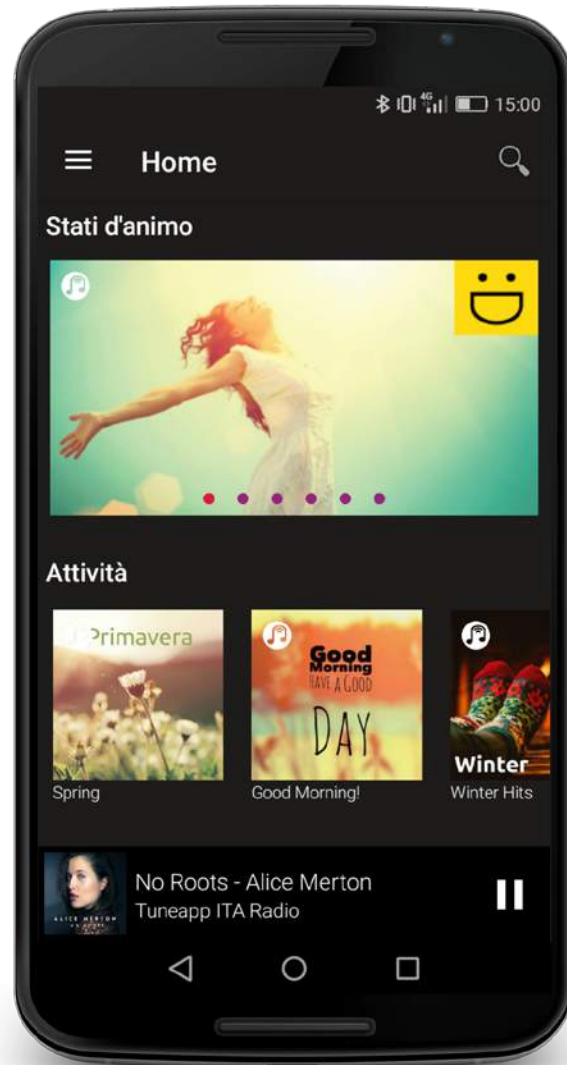 4G 15:00
Home
Stati d'animo
Attività
Primavera
Good
Morning
HAVE A GOOD
DAY
Winter
Spring
Good Morning!
Winter Hits
No Roots - Alice Merton
Tuneapp ITA Radio
ALICE MERTON